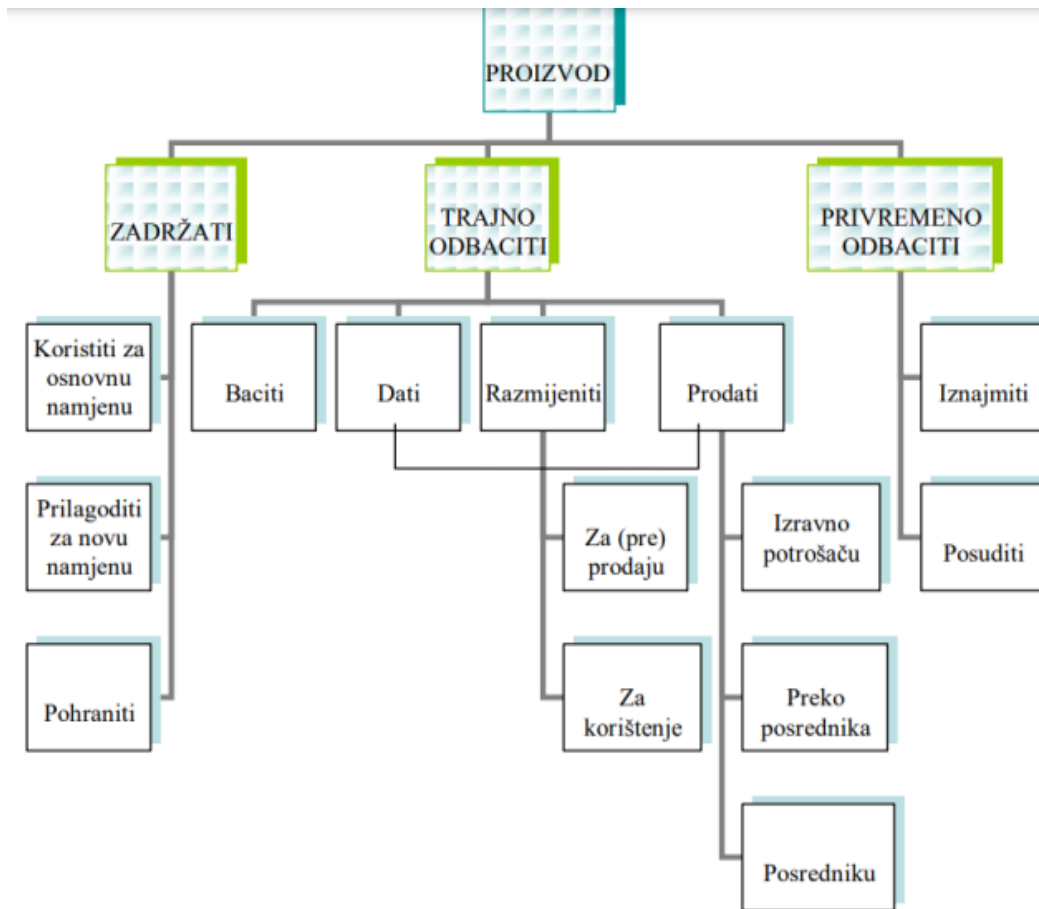 PROIZVOD
ZADRŽATI
TRAJNO
ODBACITI
PRIVREMENO
ODBACITI
Koristiti za
osnovnu
namjenu
Baciti
Dati
Razmijeniti
Prodati
Iznajmiti
Prilagoditi
za novu
namjenu
Za (pre)
prodaju
Izravno
potrošaču
Posuditi
Pohraniti
Za
korištenje
Preko
posrednika
Posredniku